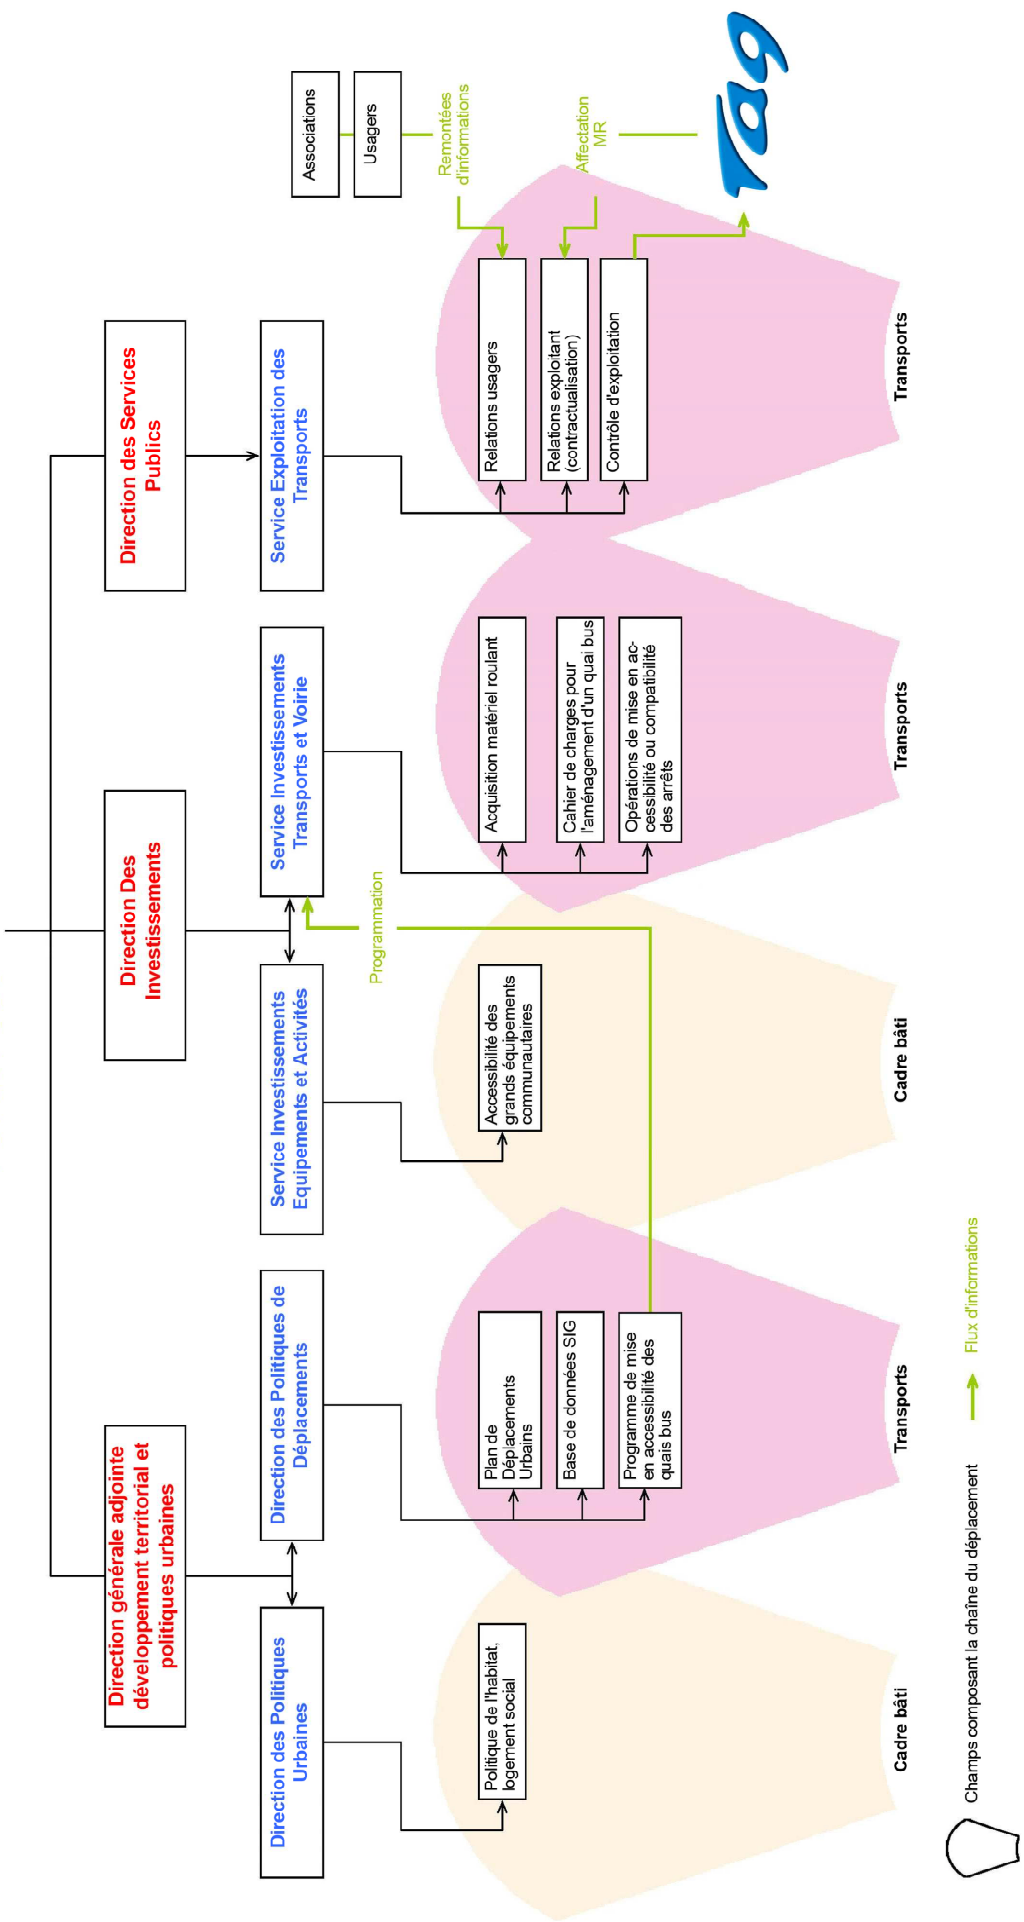 Direction générale adjointe
développement territorial et
politiques urbaines
Direction Des
Investissements
Direction des Services
Publics
Direction des Politiques
Urbaines
Direction des Politiques de
Déplacements
Service Investissements
Equipements et Activités
Service Investissements
Transports et Voirie
Service Exploitation des
Transports
Associations
Usagers
Programmation
Remontées
d'informations
Affectation
MR
Tag
Politique de l'habitat,
logement social
Plan de
Déplacements
Urbains
Base de données SIG
Programme de mise
en accessibilité des
quais bus
Accessibilité des
grands équipements
communautaires
Acquisition matériel roulant
Cahier de charges pour
l'aménagement d'un quai bus
Opérations de mise en ac-
cessibilité ou compatibilité
des arrêts
Relations usagers
Relations exploitant
(contractualisation)
Contrôle d'exploitation
Cadre bâti
Transports
Cadre bâti
Transports
Transports
Champs composant la chaîne du déplacement
Flux d'informations